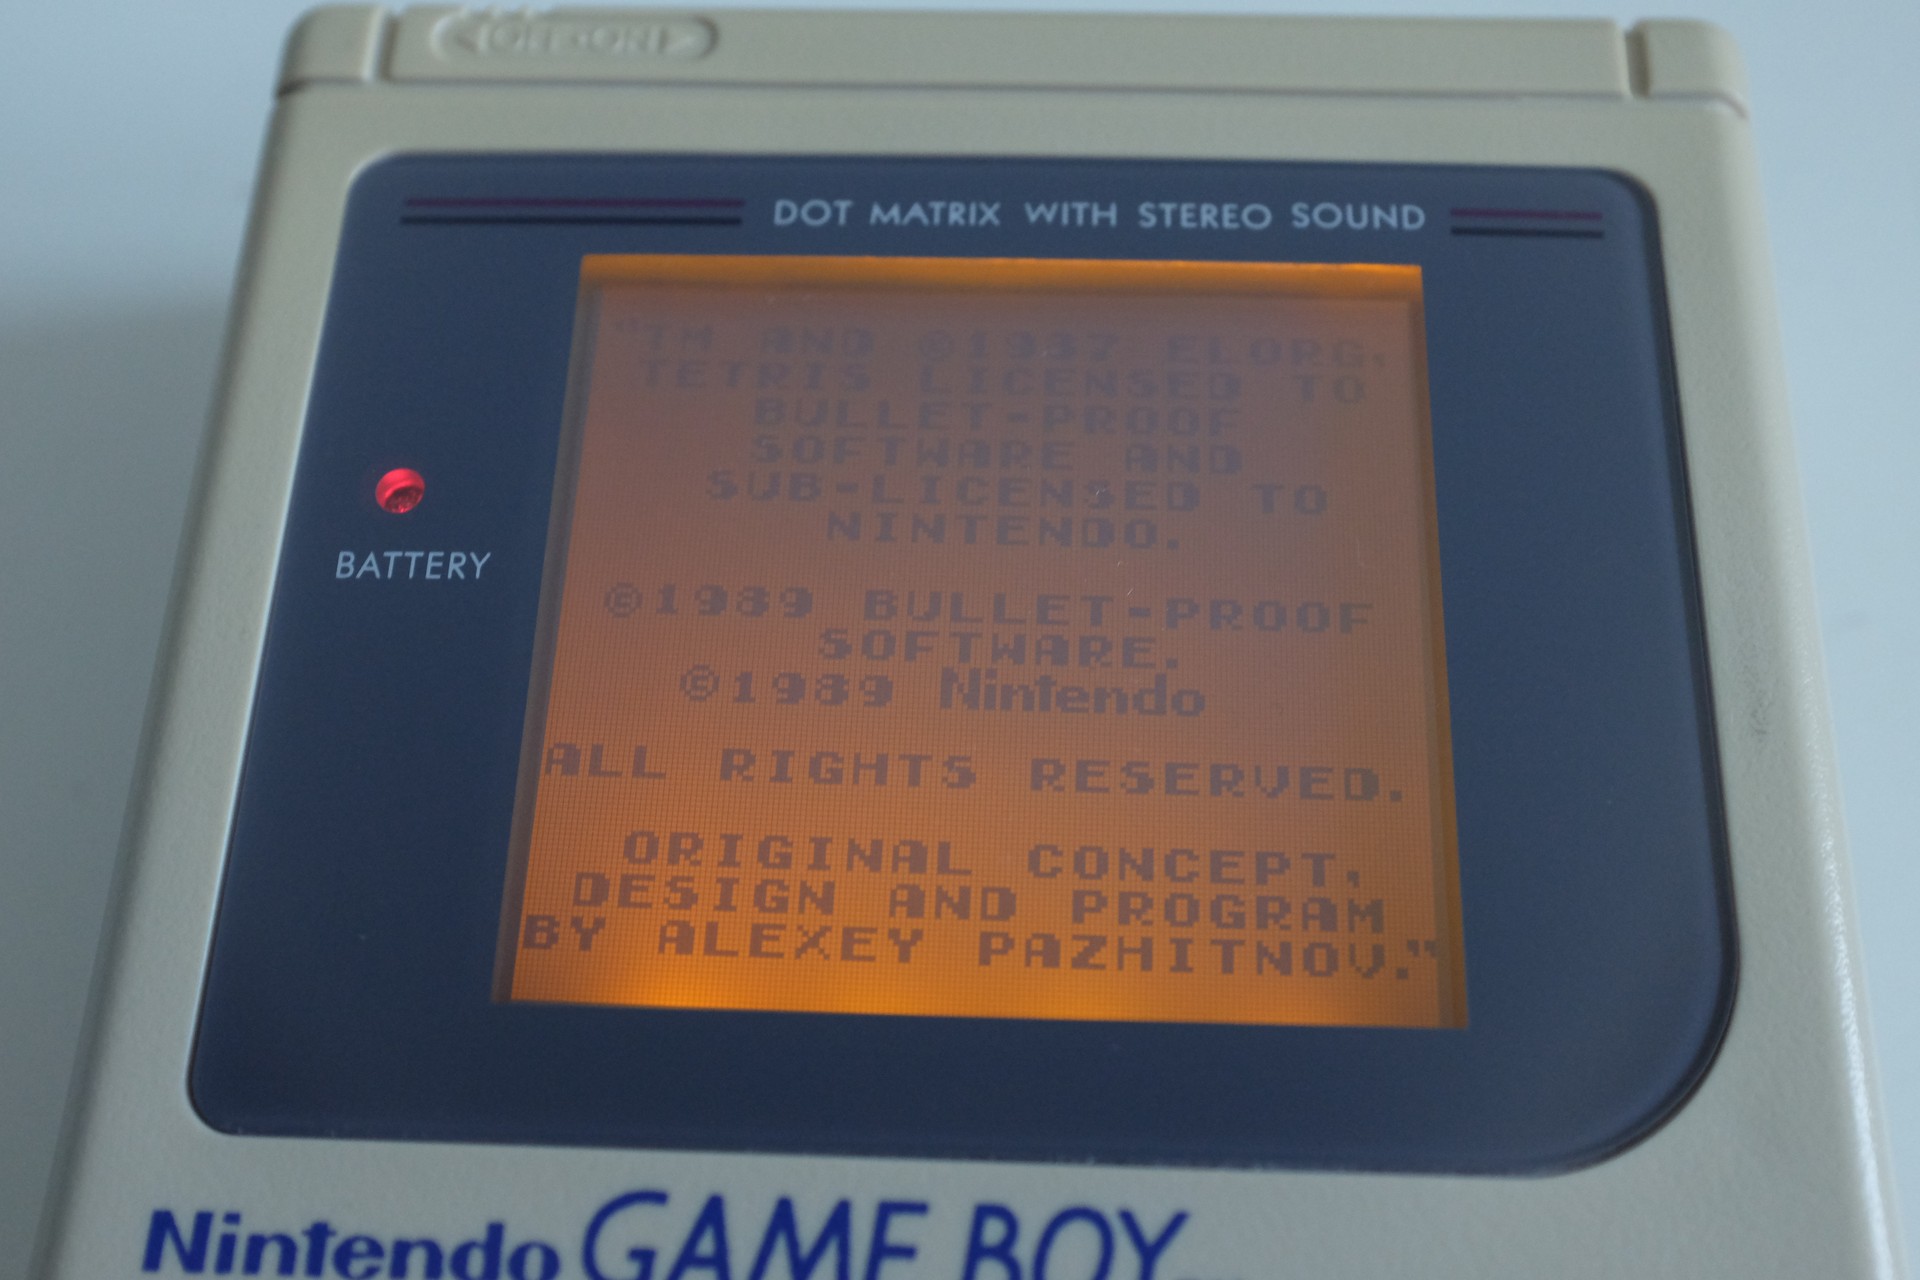 OFF•ON
DOT MATRIX WITH STEREO SOUND
BATTERY
"TM AND ©1987 ELORG,
TETRIS LICENSED TO
BULLET-PROOF
SOFTWARE AND
SUB-LICENSED TO
NINTENDO.
©1989 BULLET-PROOF
SOFTWARE.
©1989 Nintendo
ALL RIGHTS RESERVED.
ORIGINAL CONCEPT,
DESIGN AND PROGRAM
BY ALEXEY PAZHITNOV."
Nintendo GAME BOY